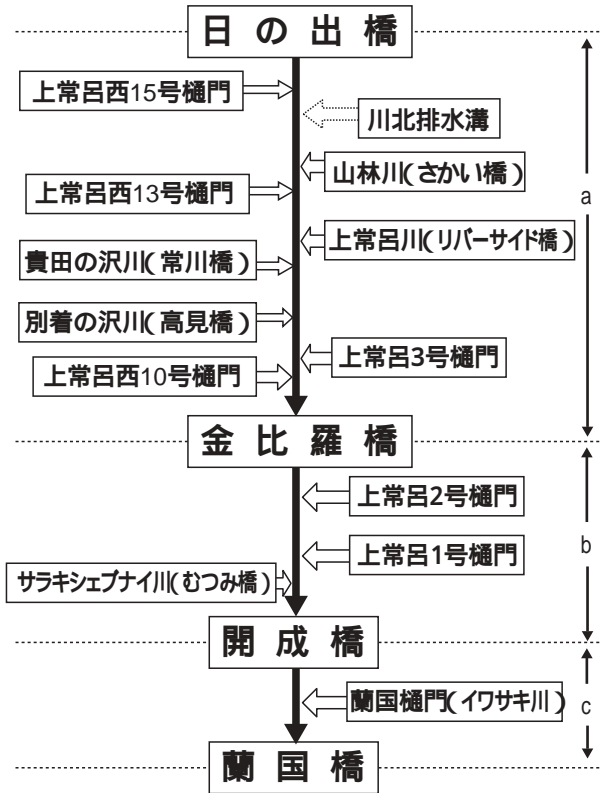 日の出橋
上常呂西15号樋門
川北排水溝
山林川(さかい橋)
上常呂西13号樋門
a
上常呂川(リバーサイド橋)
貴田の沢川(常川橋)
別着の沢川(高見橋)
上常呂3号樋門
上常呂西10号樋門
金比羅橋
上常呂2号樋門
上常呂1号樋門
b
サラキシェブナイ川(むつみ橋)
開成橋
蘭国樋門(イワサキ川)
c
蘭国橋